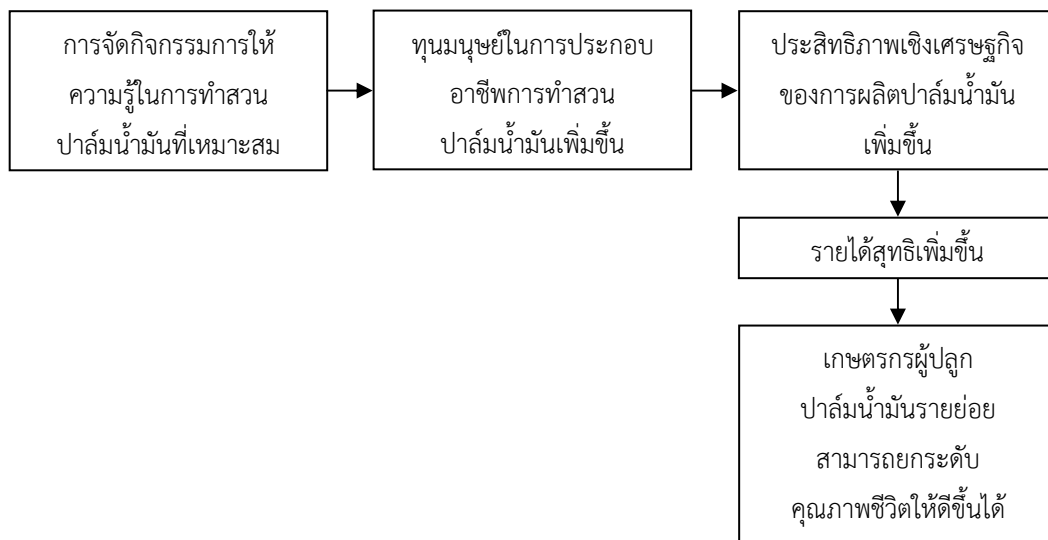 การจัดกิจกรรมการให้
ความรู้ในการทำสวน
ปาล์มน้ำมันที่เหมาะสม
ทุนมนุษย์ในการประกอบ
อาชีพการทำสวน
ปาล์มน้ำมันเพิ่มขึ้น
ประสิทธิภาพเชิงเศรษฐกิจ
ของการผลิตปาล์มน้ำมัน
เพิ่มขึ้น
รายได้สุทธิเพิ่มขึ้น
เกษตรกรผู้ปลูก
ปาล์มน้ำมันรายย่อย
สามารถยกระดับ
คุณภาพชีวิตให้ดีขึ้นได้